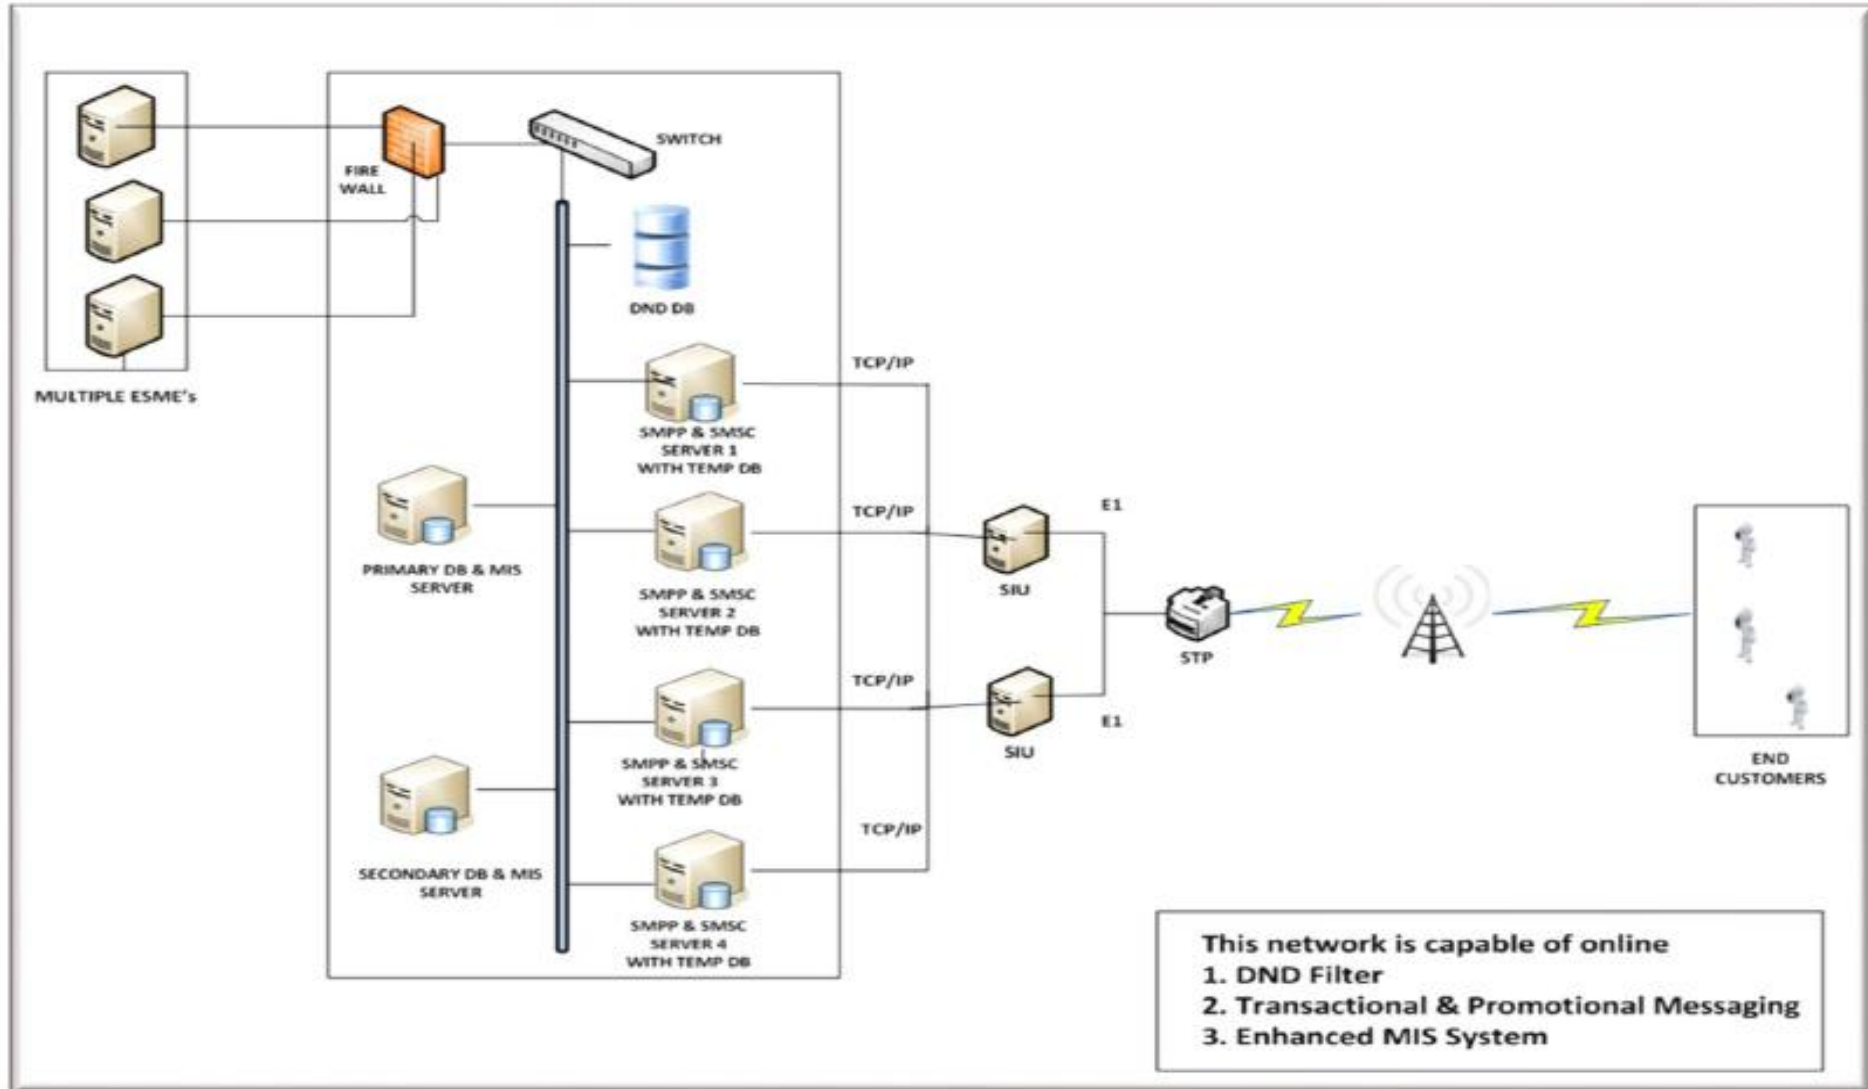 FIRE
WALL
SWITCH
DND DB
MULTIPLE ESME's
TCP/IP
SMPP & SMSC
SERVER 1
WITH TEMP DB
PRIMARY DB & MIS
SERVER
TCP/IP
SMPP & SMSC
SERVER 2
WITH TEMP DB
E1
SIU
STP
TCP/IP
SMPP & SMSC
SERVER 3
WITH TEMP DB
SIU
E1
END
CUSTOMERS
SECONDARY DB & MIS
SERVER
TCP/IP
SMPP & SMSC
SERVER 4
WITH TEMP DB
This network is capable of online
1. DND Filter
2. Transactional & Promotional Messaging
3. Enhanced MIS System